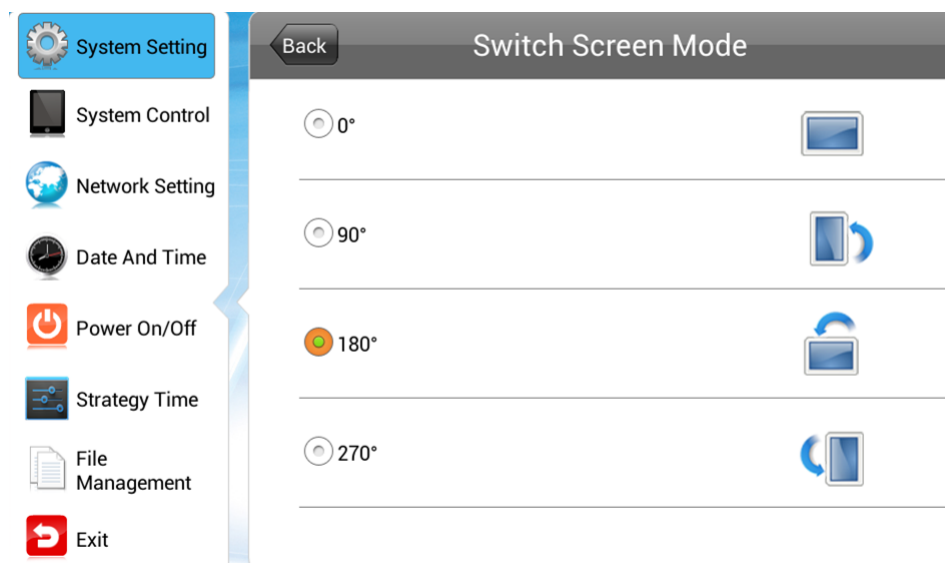 System Setting
System Control
Network Setting
Date And Time
Power On/Off
Strategy Time
File
Management
Exit
Back
Switch Screen Mode
0°
90°
180°
270°